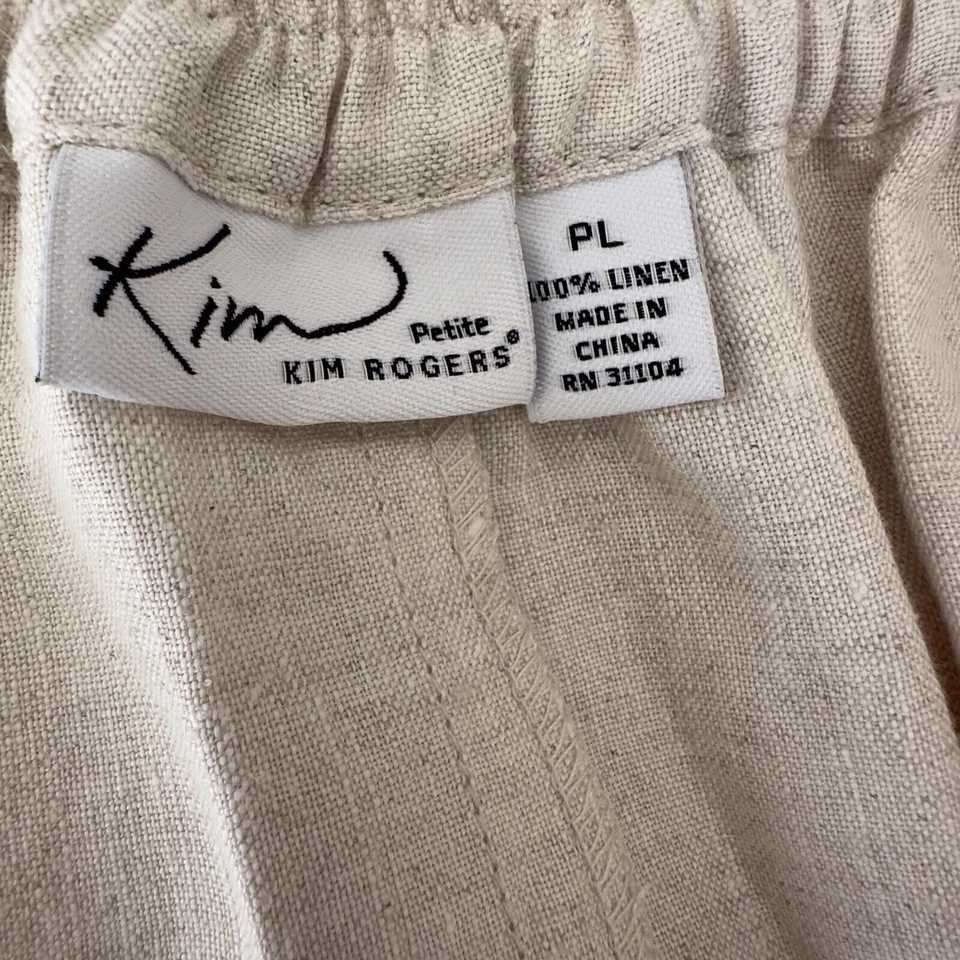 Kim
Petite
KIM ROGERS®
PL
100% LINEN
MADE IN
CHINA
RN 31104